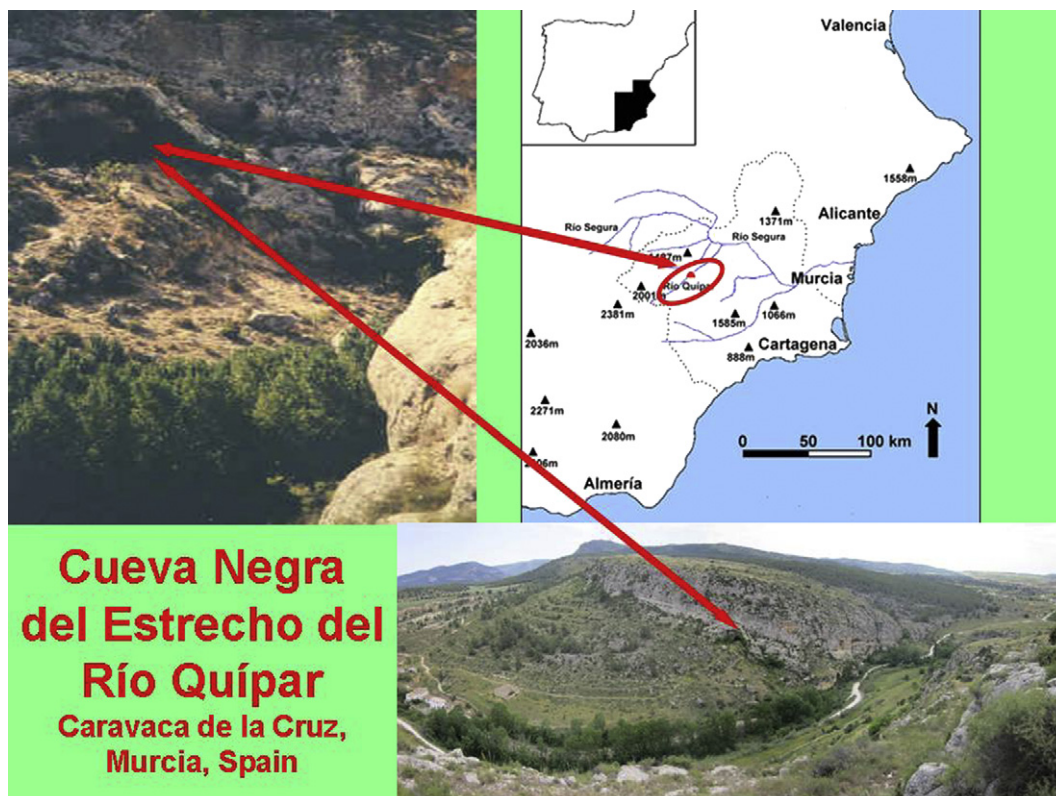 Valencia
1558m
Alicante
1371m
Río Segura
Río Segura
Murcia
Río Quípar
2001m
2381m
1585m
1066m
2036m
Cartagena
888m
2271m
2080m
N
0 50 100 km
Almería
Cueva Negra
del Estrecho del
Río Quípar
Caravaca de la Cruz,
Murcia, Spain